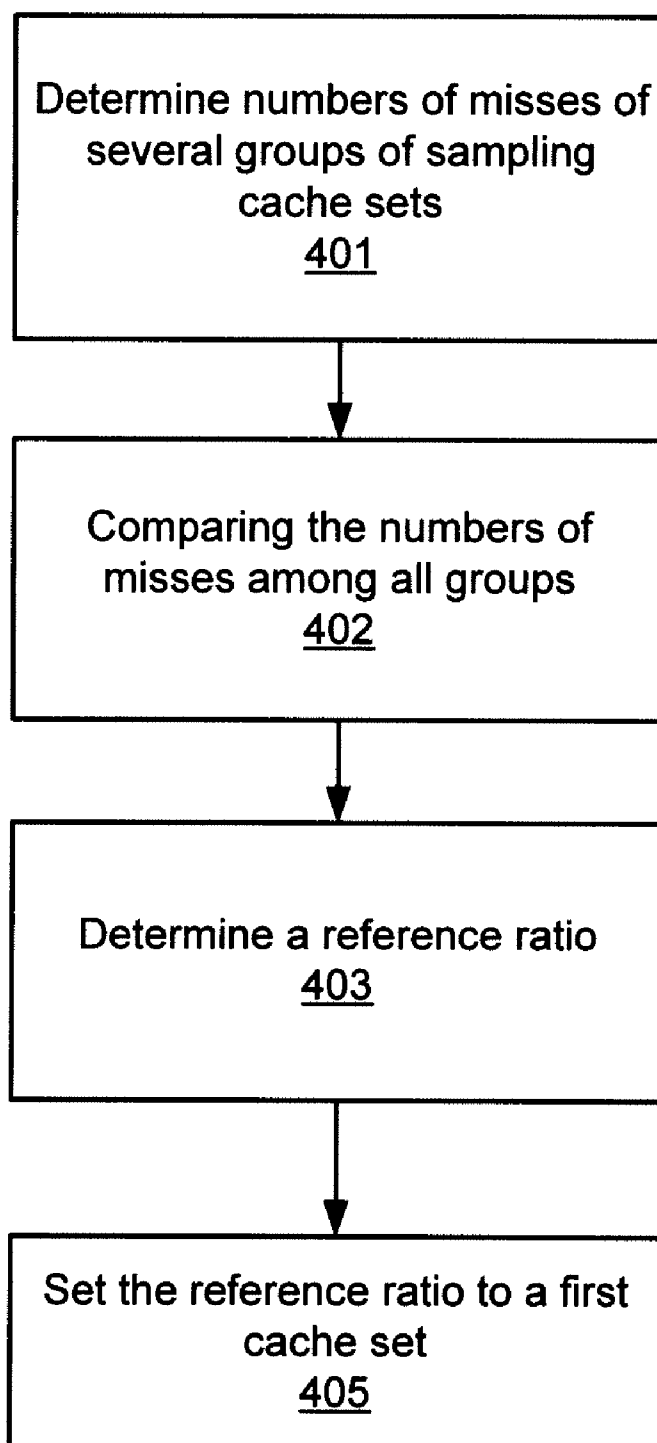 Determine numbers of misses of
several groups of sampling
cache sets
401
Comparing the numbers of
misses among all groups
402
Determine a reference ratio
403
Set the reference ratio to a first
cache set
405